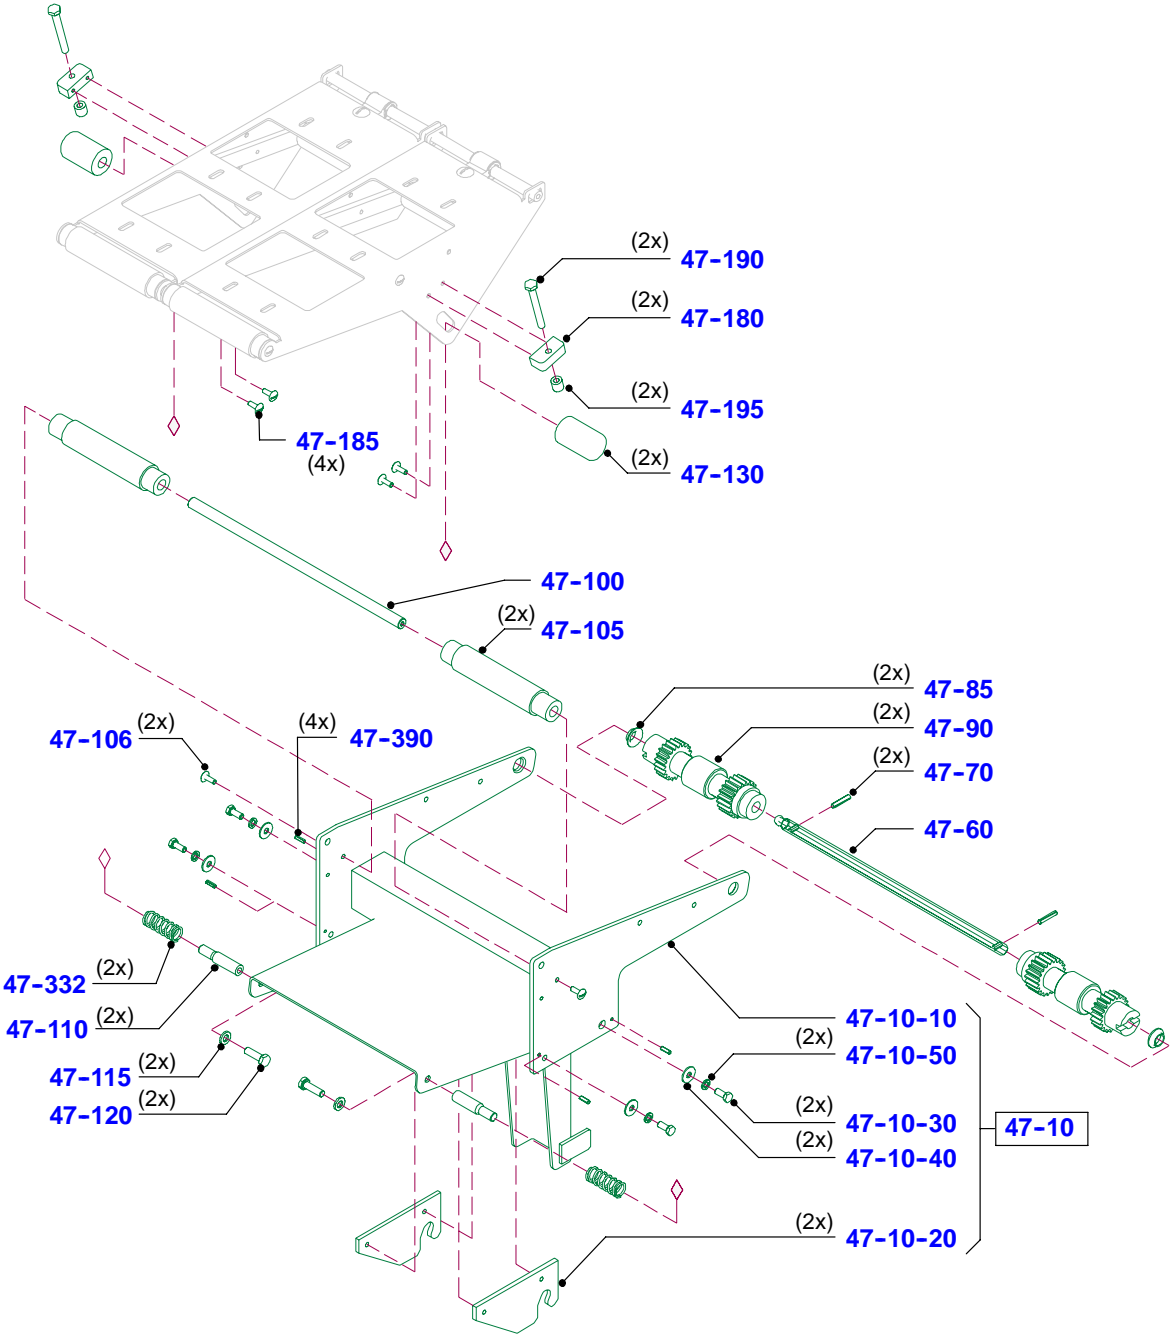 (2x) 47-190
(2x) 47-180
(2x) 47-195
47-185
(4x)
(2x) 47-130
47-100
(2x) 47-105
(2x) 47-85
(2x) 47-90
47-106 (2x)
(4x) 47-390
(2x) 47-70
47-60
47-332 (2x)
47-110 (2x)
47-10-10
(2x) 47-10-50
47-115 (2x)
47-120 (2x)
(2x) 47-10-30
47-10
(2x) 47-10-40
(2x) 47-10-20